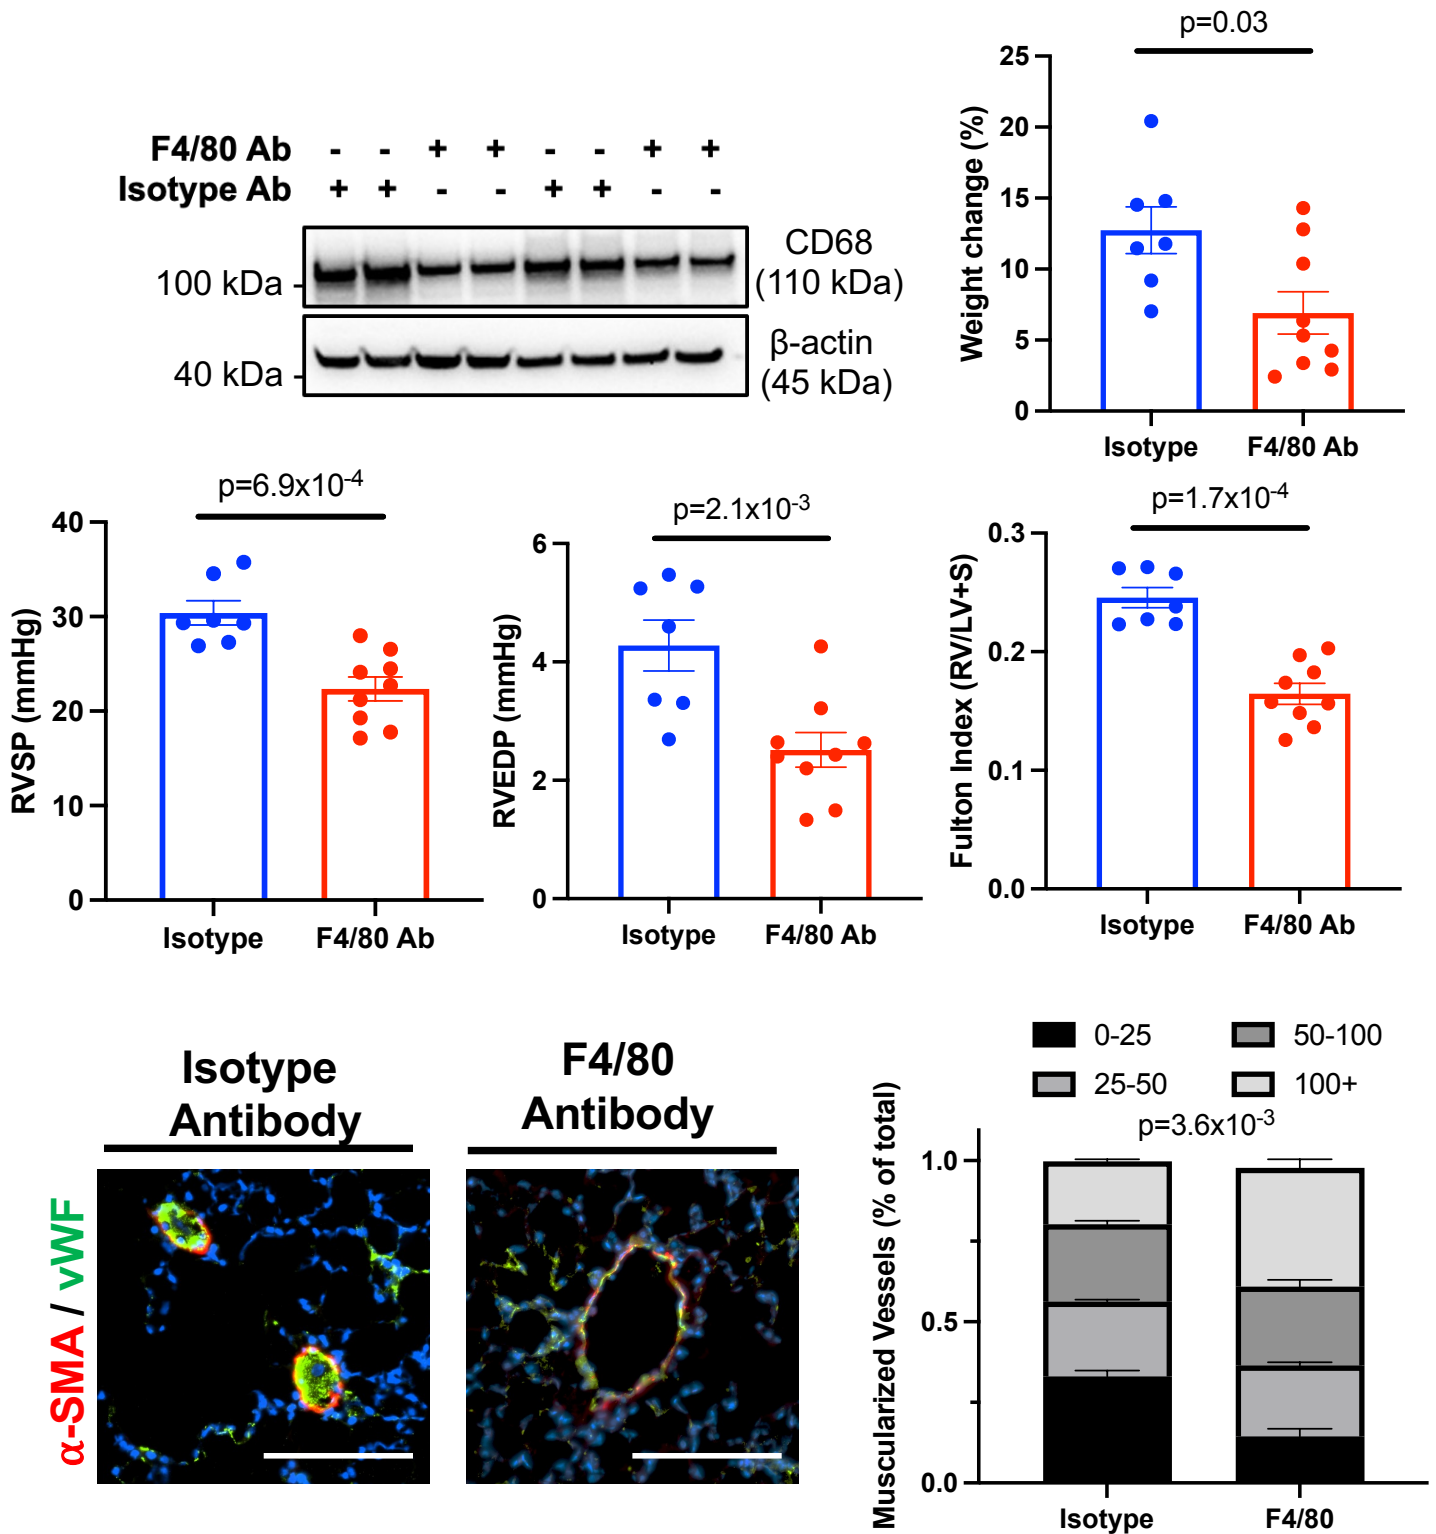 F4/80 Ab - - + + - - + +
Isotype Ab + + - - + + - -
100 kDa
CD68
(110 kDa)
40 kDa
β-actin
(45 kDa)
p=0.03
Weight change (%)
25
20
15
10
5
0
Isotype F4/80 Ab
p=6.9x10-4
RVSP (mmHg)
40
30
20
10
0
Isotype F4/80 Ab
p=2.1x10-3
RVEDP (mmHg)
6
4
2
0
Isotype F4/80 Ab
p=1.7x10-4
Fulton Index (RV/LV+S)
0.3
0.2
0.1
0.0
Isotype F4/80 Ab
Isotype
Antibody
F4/80
Antibody
α-SMA / vWF
0-25 50-100
25-50 100+
p=3.6x10-3
Muscularized Vessels (% of total)
1.0
0.5
0.0
Isotype F4/80